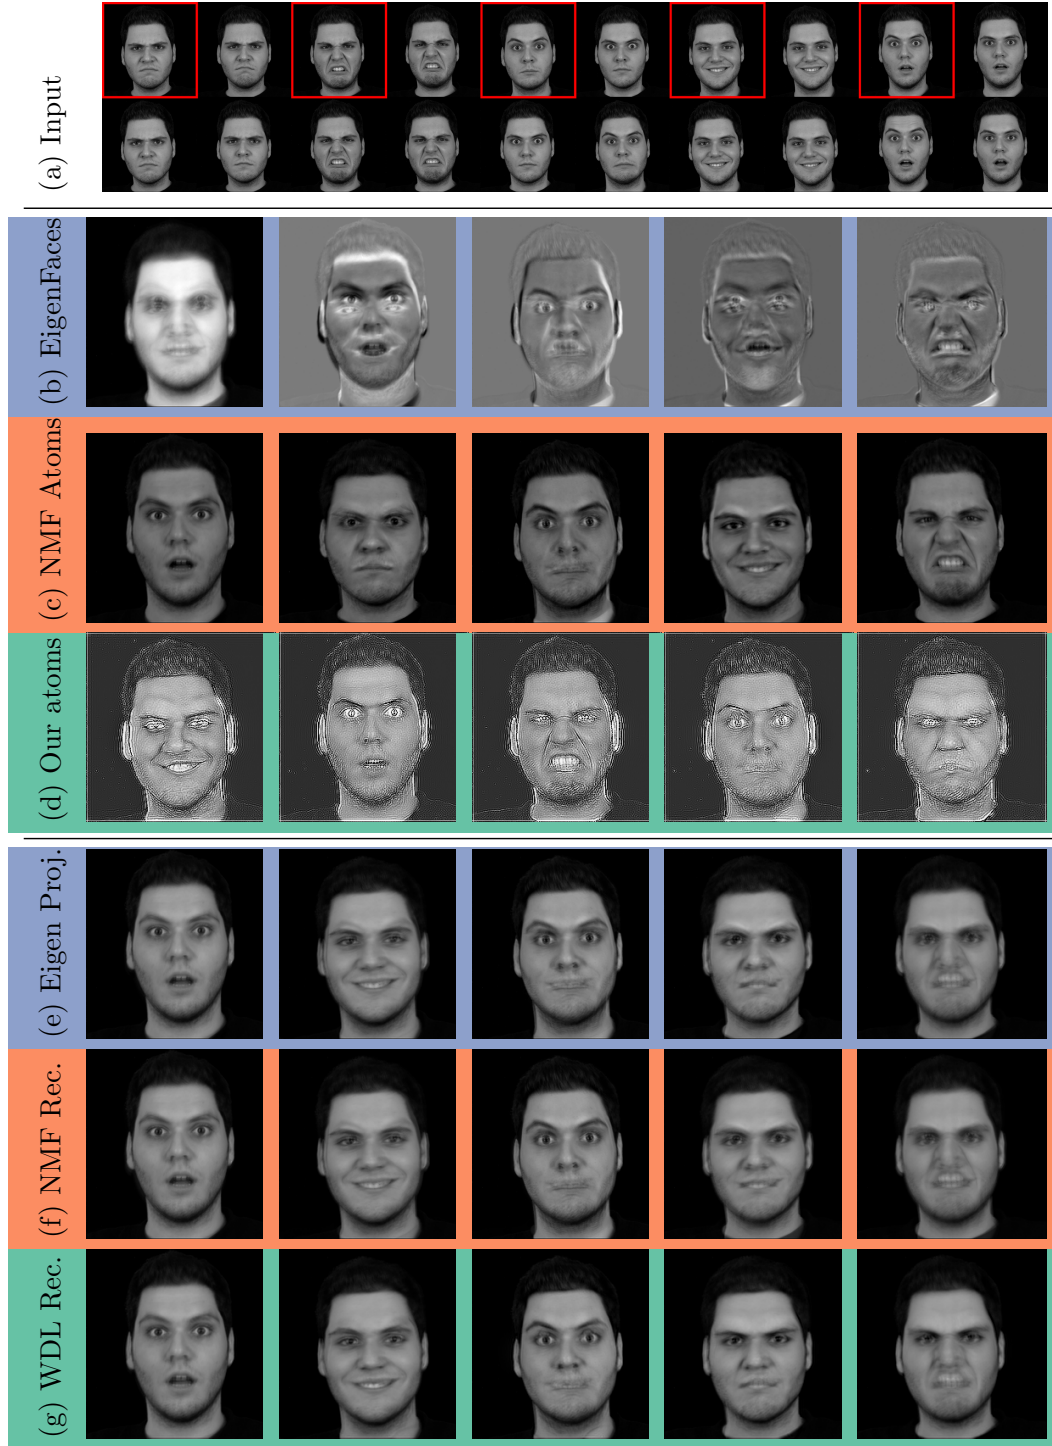 (a) Input
(b) EigenFaces
(c) NMF Atoms
(d) Our atoms
(e) Eigen Proj.
(f) NMF Rec.
(g) WDL Rec.